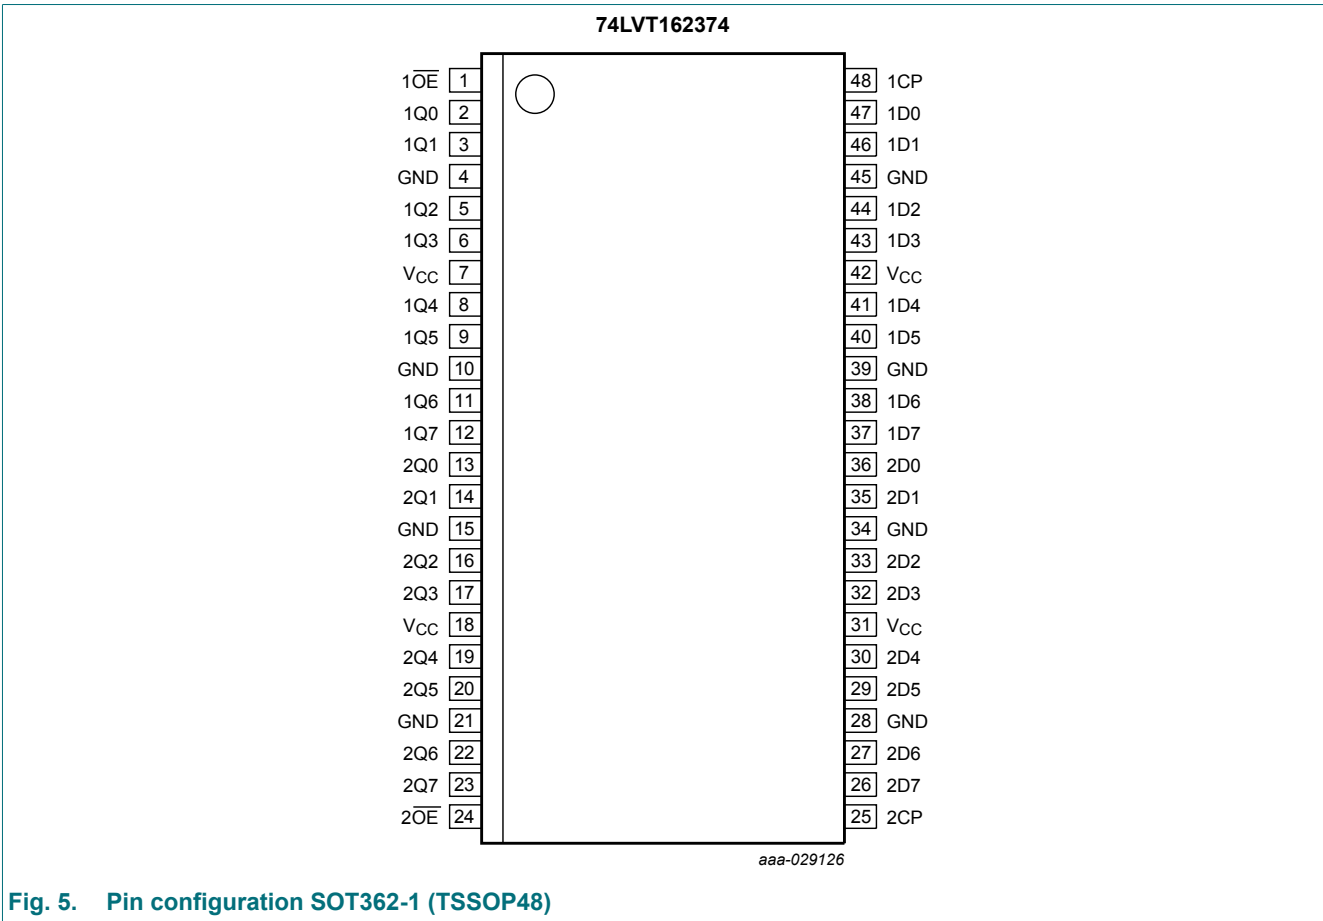 74LVT162374
1O̅E̅ 1 48 1CP
1Q0 2 47 1D0
1Q1 3 46 1D1
GND 4 45 GND
1Q2 5 44 1D2
1Q3 6 43 1D3
VCC 7 42 VCC
1Q4 8 41 1D4
1Q5 9 40 1D5
GND 10 39 GND
1Q6 11 38 1D6
1Q7 12 37 1D7
2Q0 13 36 2D0
2Q1 14 35 2D1
GND 15 34 GND
2Q2 16 33 2D2
2Q3 17 32 2D3
VCC 18 31 VCC
2Q4 19 30 2D4
2Q5 20 29 2D5
GND 21 28 GND
2Q6 22 27 2D6
2Q7 23 26 2D7
2O̅E̅ 24 25 2CP
aaa-029126
Fig. 5. Pin configuration SOT362-1 (TSSOP48)